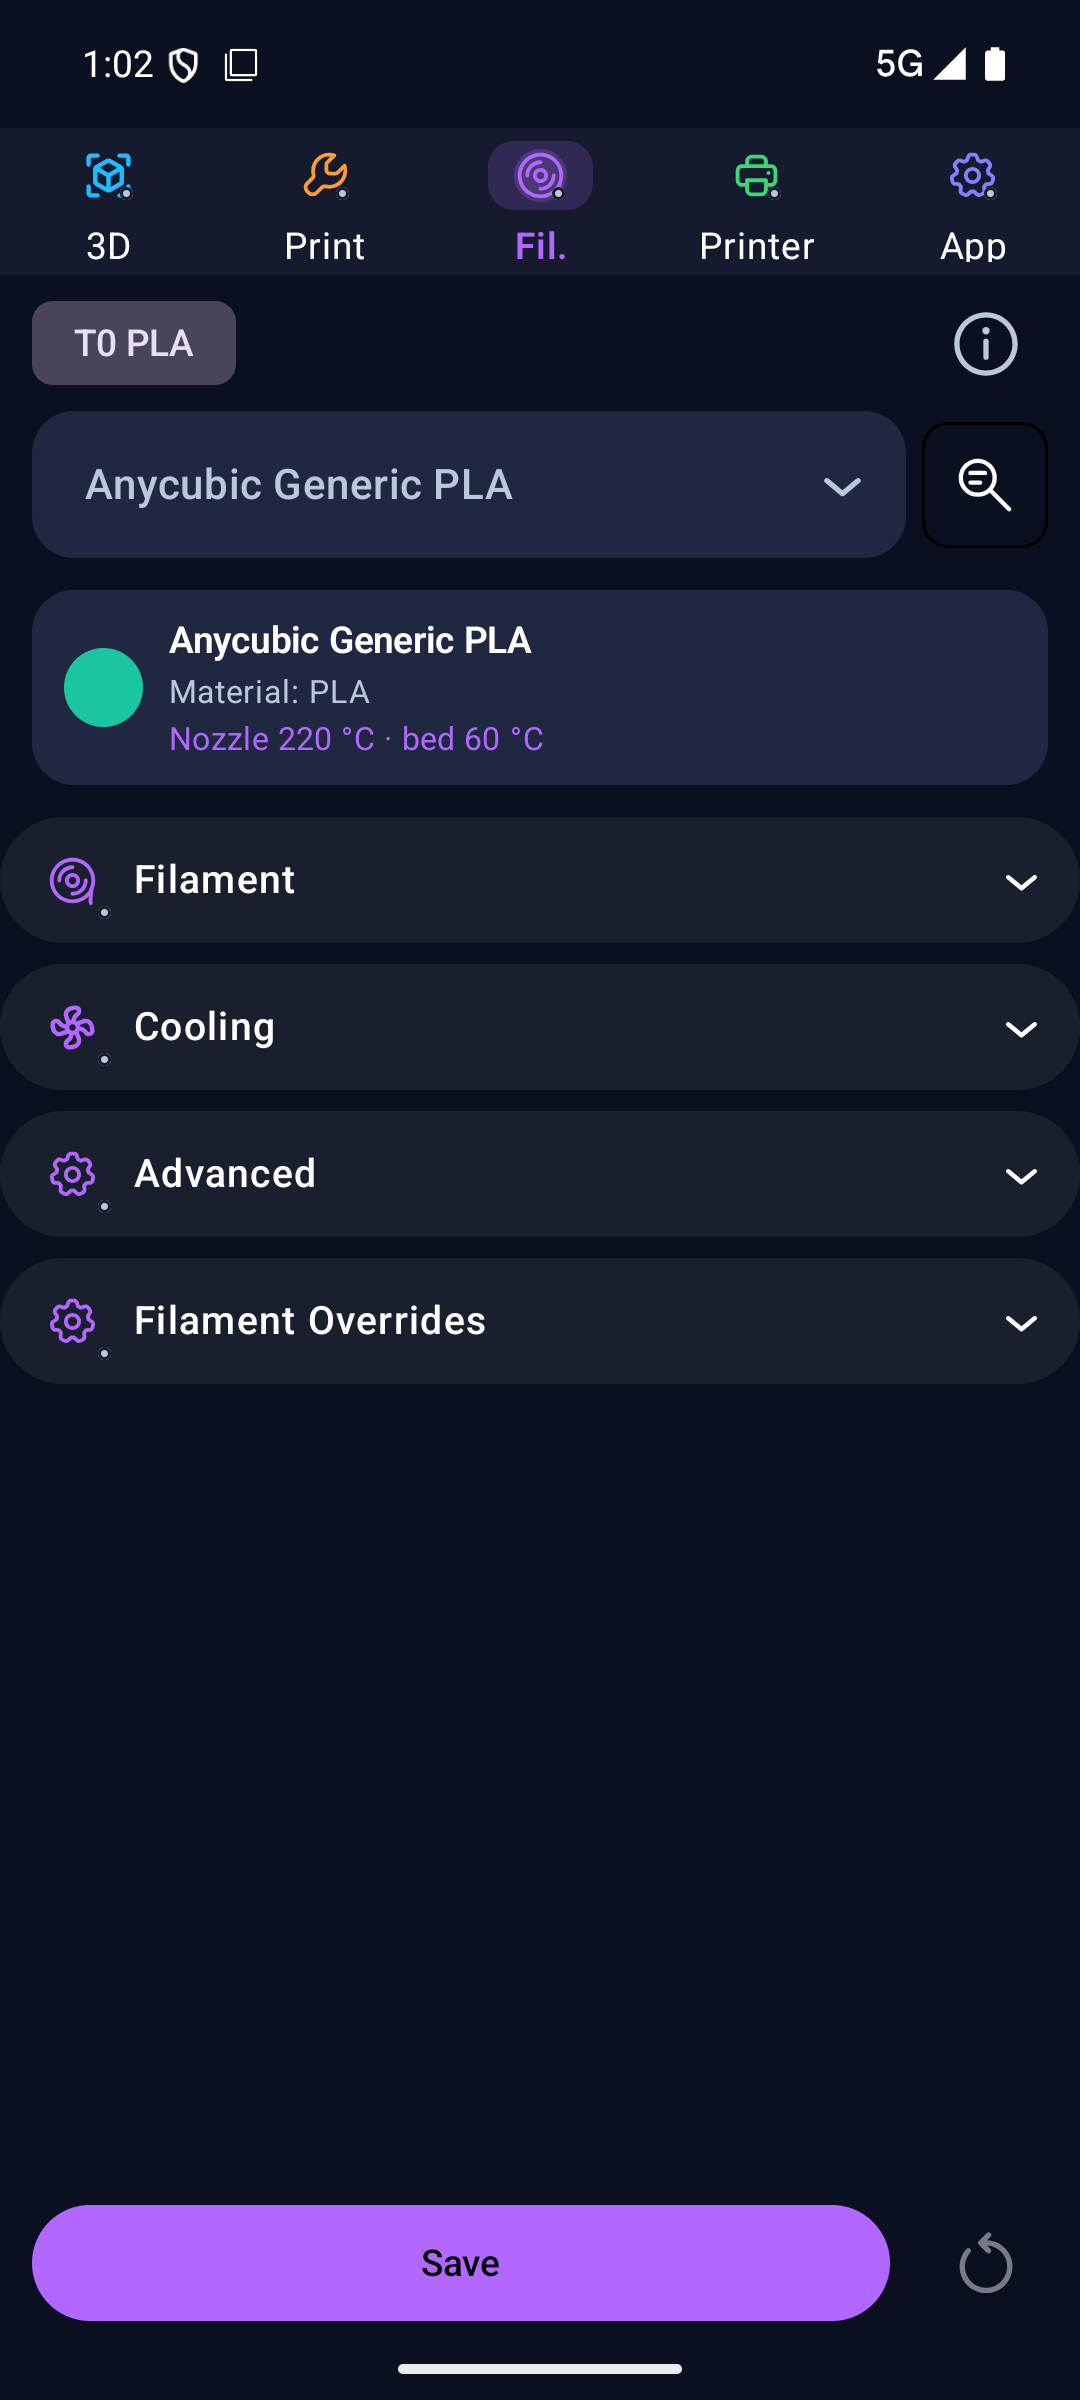 1:02
5G
3D
Print
Fil.
Printer
App
T0 PLA
Anycubic Generic PLA
Anycubic Generic PLA
Material: PLA
Nozzle 220 °C · bed 60 °C
Filament
Cooling
Advanced
Filament Overrides
Save